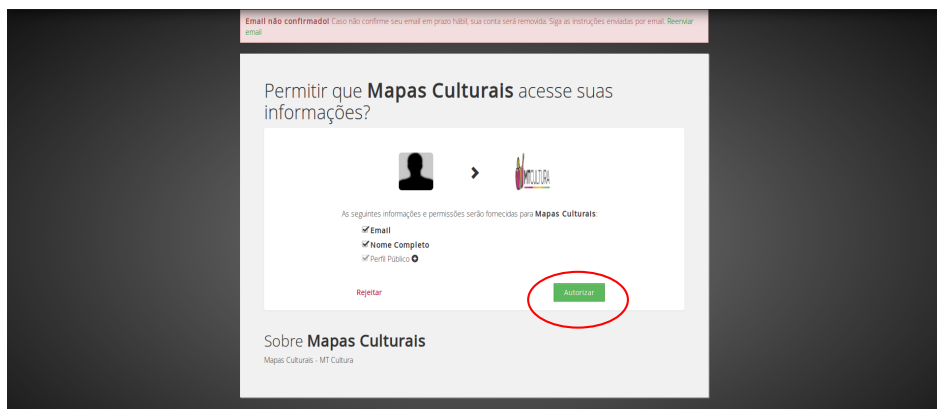 Email não confirmado! Caso não confirme seu email em prazo hábil, sua conta será removida. Siga as instruções enviadas por email. Reenviar
email
Permitir que Mapas Culturais acesse suas
informações?
MTCULTURA
As seguintes informações e permissões serão fornecidas para Mapas Culturais:
Email
Nome Completo
Perfil Público
Rejeitar
Autorizar
Sobre Mapas Culturais
Mapas Culturais - MT Cultura